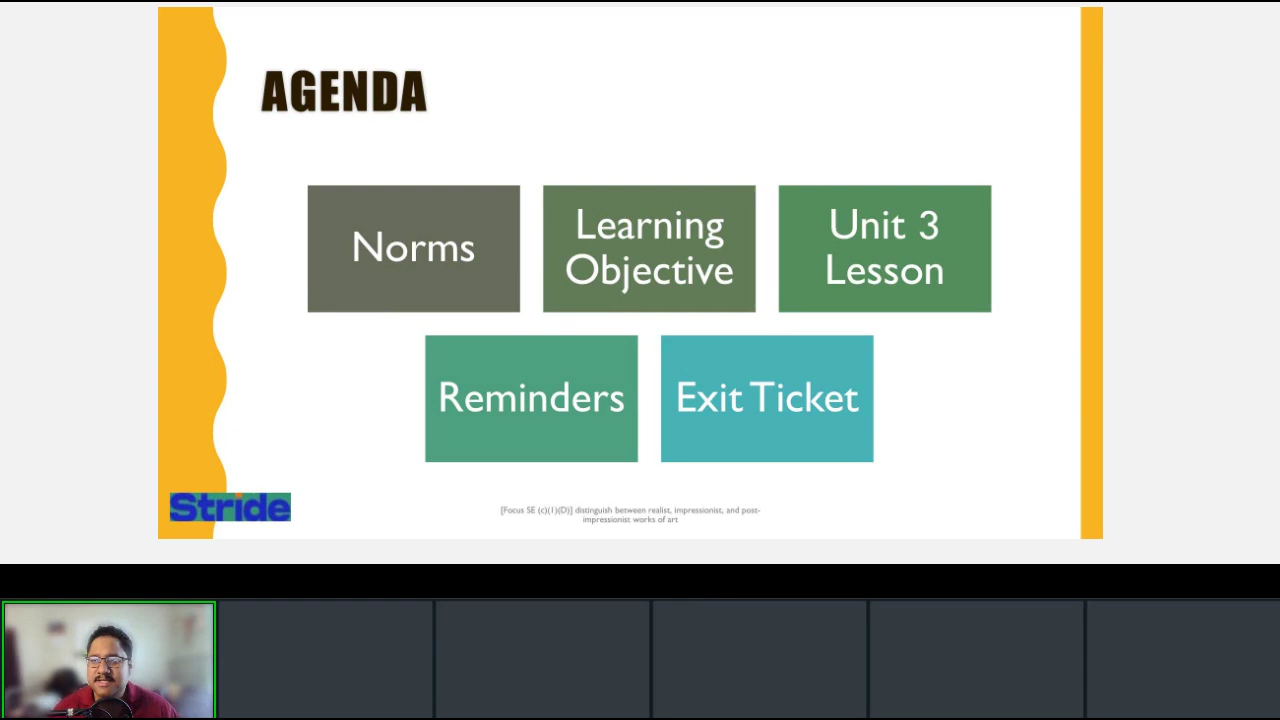 AGENDA
Norms
Learning
Objective
Unit 3
Lesson
Reminders
Exit Ticket
Stride
[Focus SE (c)(1)(D)] distinguish between realist, impressionist, and post-
impressionist works of art